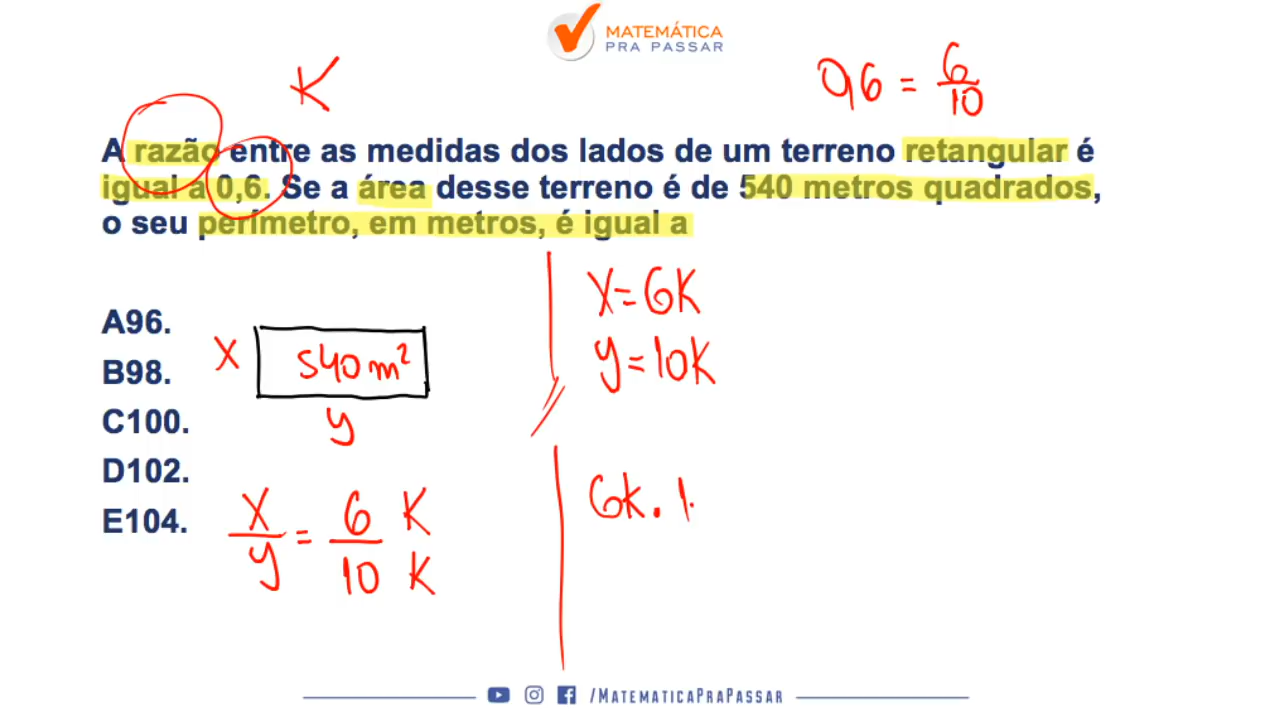 MATEMÁTICA
PRA PASSAR
K
0,6 = 6/10
A razão entre as medidas dos lados de um terreno retangular é
igual a 0,6. Se a área desse terreno é de 540 metros quadrados,
o seu perímetro, em metros, é igual a
A96.
B98.
C100.
D102.
E104.
X
540 m²
y
X/y = 6 K/10 K
X=6K
y=10K
6K. 1
/MATEMATICAPRAPASSAR